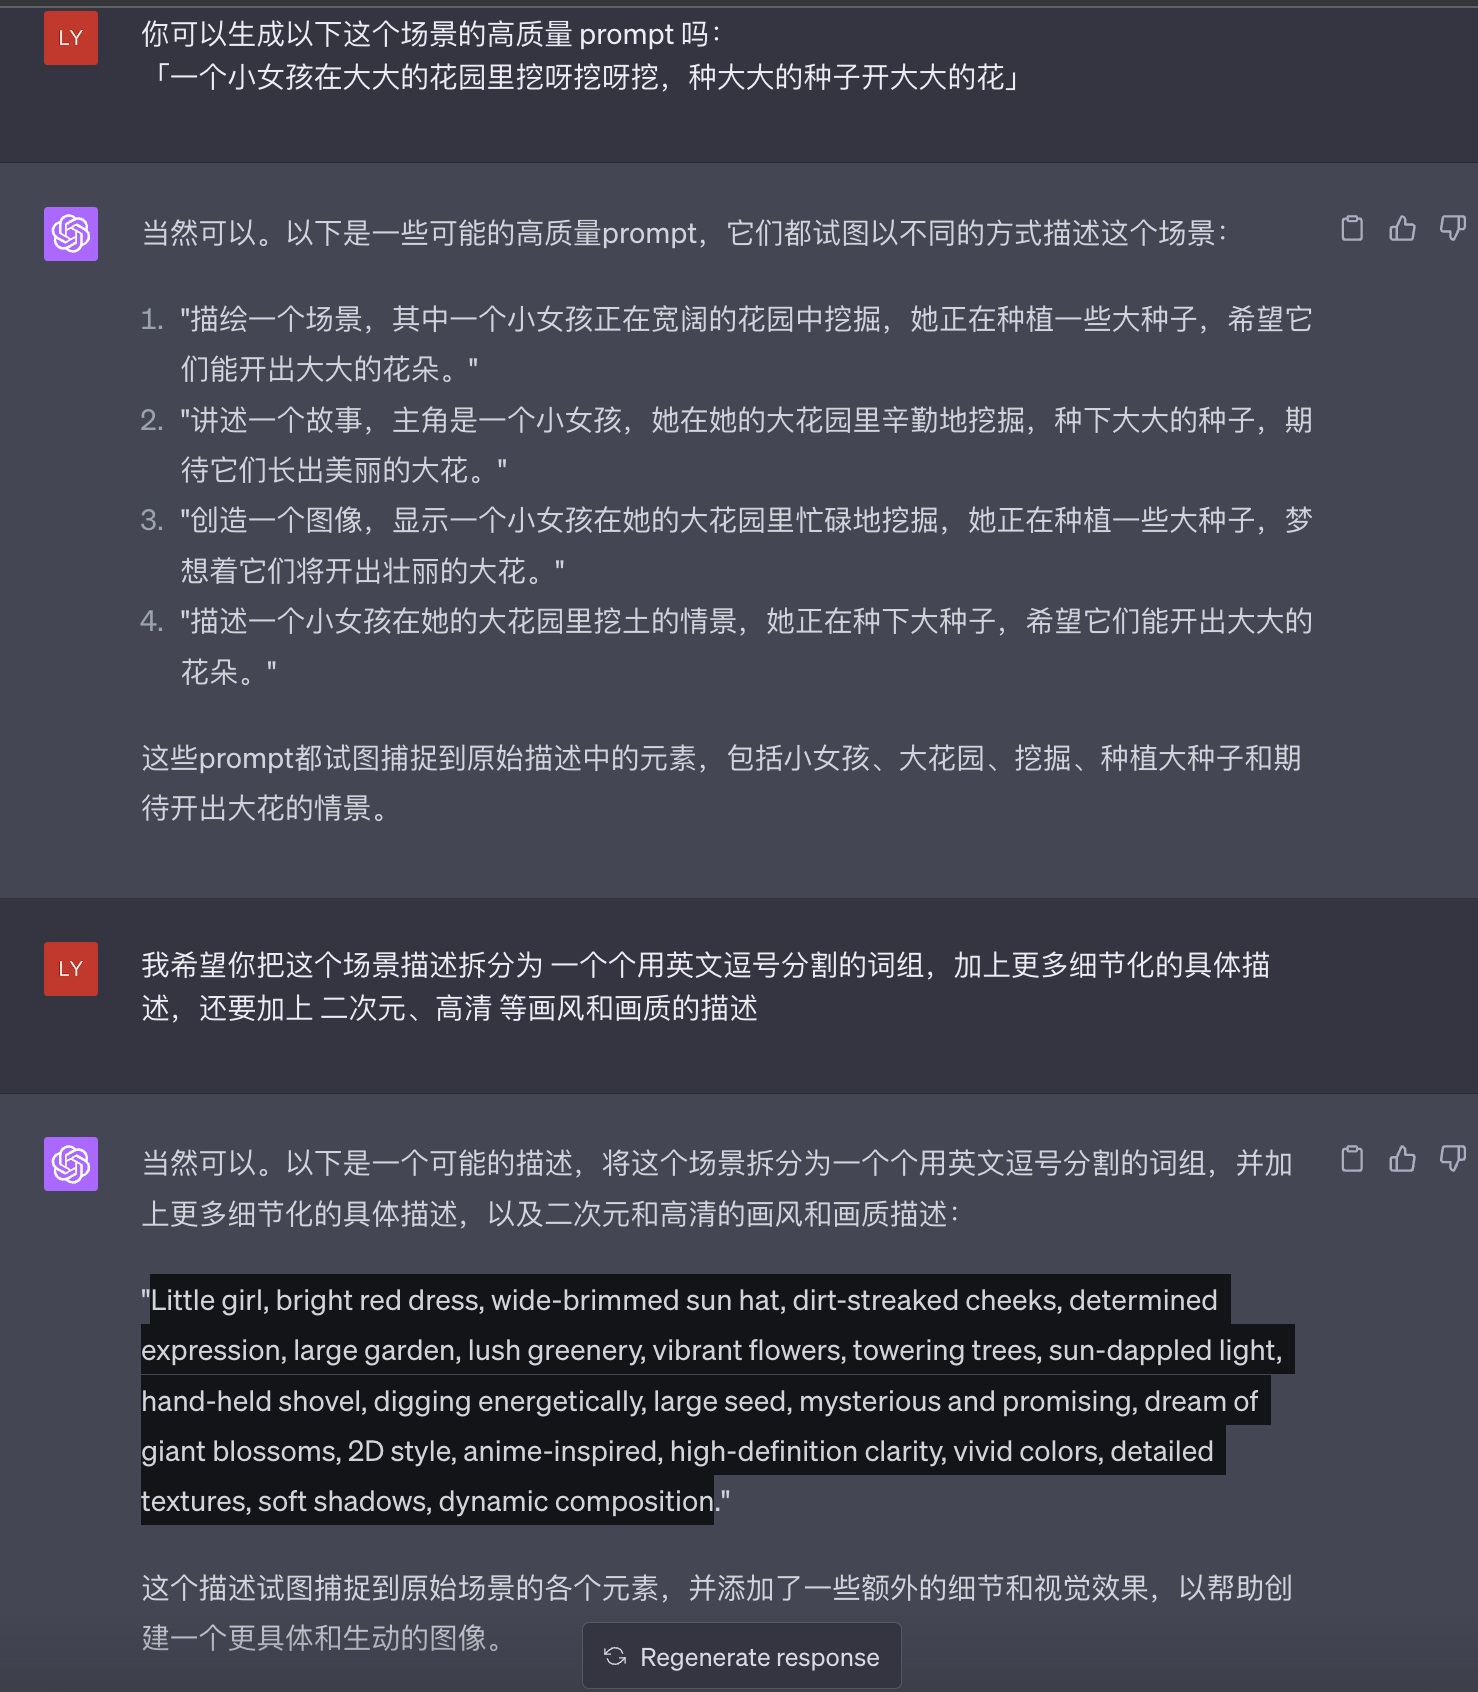 LY
你可以生成以下这个场景的高质量 prompt 吗：
「一个小女孩在大大的花园里挖呀挖呀挖，种大大的种子开大大的花」
当然可以。以下是一些可能的高质量prompt，它们都试图以不同的方式描述这个场景：
1. "描绘一个场景，其中一个小女孩正在宽阔的花园中挖掘，她正在种植一些大种子，希望它
们能开出大大的花朵。"
2. "讲述一个故事，主角是一个小女孩，她在她的大花园里辛勤地挖掘，种下大大的种子，期
待它们长出美丽的大花。"
3. "创造一个图像，显示一个小女孩在她的大花园里忙碌地挖掘，她正在种植一些大种子，梦
想着它们将开出壮丽的大花。"
4. "描述一个小女孩在她的大花园里挖土的情景，她正在种下大种子，希望它们能开出大大的
花朵。"
这些prompt都试图捕捉到原始描述中的元素，包括小女孩、大花园、挖掘、种植大种子和期
待开出大花的情景。
LY
我希望你把这个场景描述拆分为 一个个用英文逗号分割的词组，加上更多细节化的具体描
述，还要加上 二次元、高清 等画风和画质的描述
当然可以。以下是一个可能的描述，将这个场景拆分为一个个用英文逗号分割的词组，并加
上更多细节化的具体描述，以及二次元和高清的画风和画质描述：
"Little girl, bright red dress, wide-brimmed sun hat, dirt-streaked cheeks, determined
expression, large garden, lush greenery, vibrant flowers, towering trees, sun-dappled light,
hand-held shovel, digging energetically, large seed, mysterious and promising, dream of
giant blossoms, 2D style, anime-inspired, high-definition clarity, vivid colors, detailed
textures, soft shadows, dynamic composition."
这个描述试图捕捉到原始场景的各个元素，并添加了一些额外的细节和视觉效果，以帮助创
建一个更具体和生动的图像。
Regenerate response